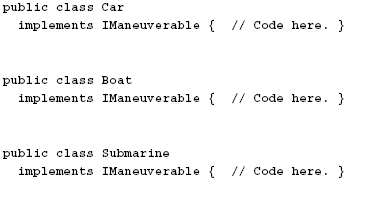 public class Car
  implements IManeuverable {  // Code here. }
public class Boat
  implements IManeuverable {  // Code here. }
public class Submarine
  implements IManeuverable {  // Code here. }